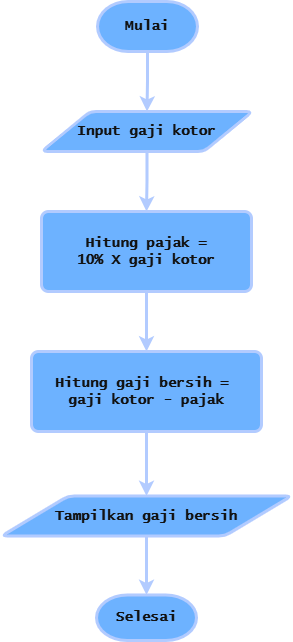 Mulai
Input gaji kotor
Hitung pajak =
10% X gaji kotor
Hitung gaji bersih =
gaji kotor - pajak
Tampilkan gaji bersih
Selesai